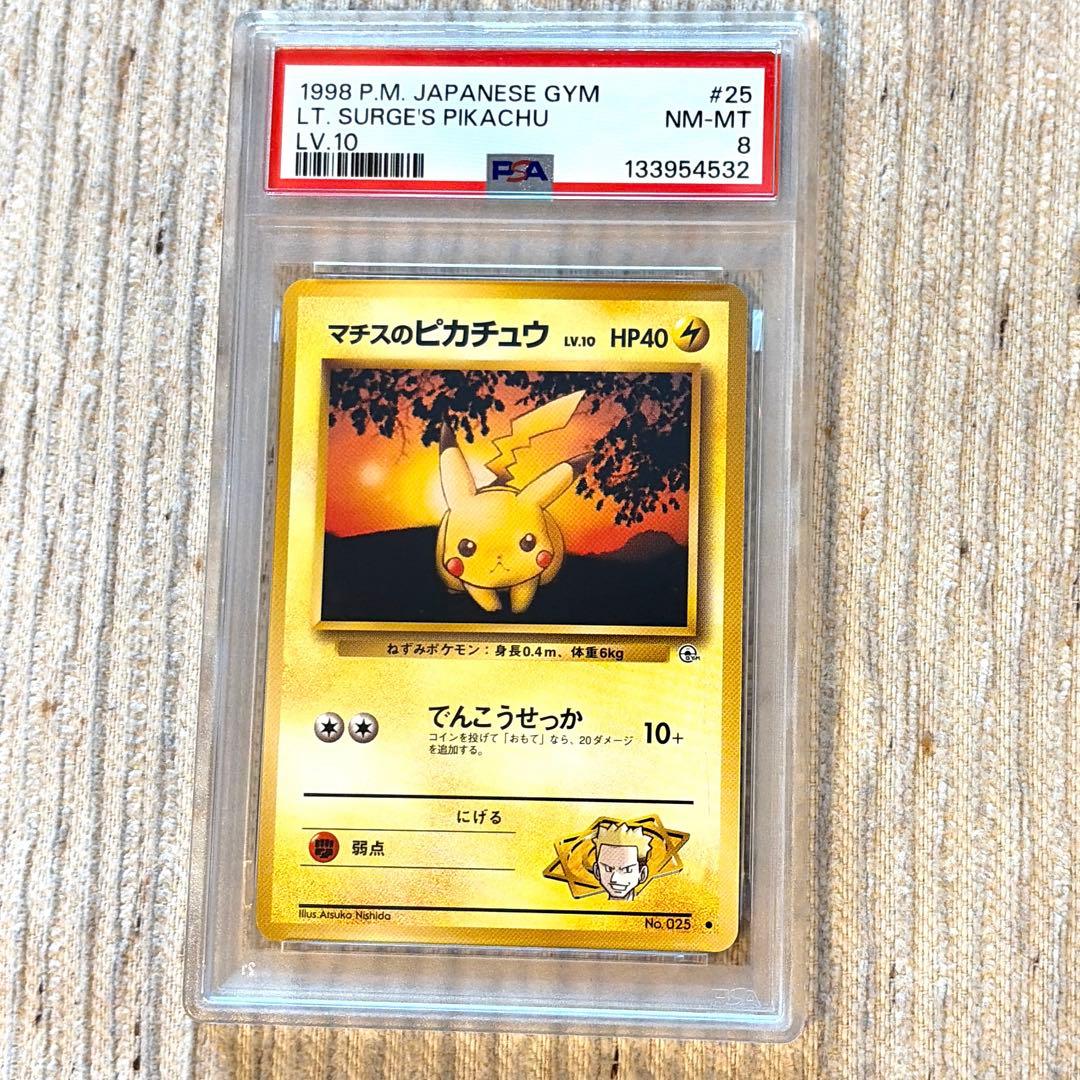 1998 P.M. JAPANESE GYM #25
LT. SURGE'S PIKACHU NM-MT
LV.10 8
PSA 133954532
マチスのピカチュウ LV.10 HP40
ねずみポケモン：身長0.4m、体重6kg
GYM
でんこうせっか 10+
コインを投げて「おもて」なら、20ダメージ
を追加する。
にげる
弱点
Illus.Atsuko Nishida
No.025
PSA